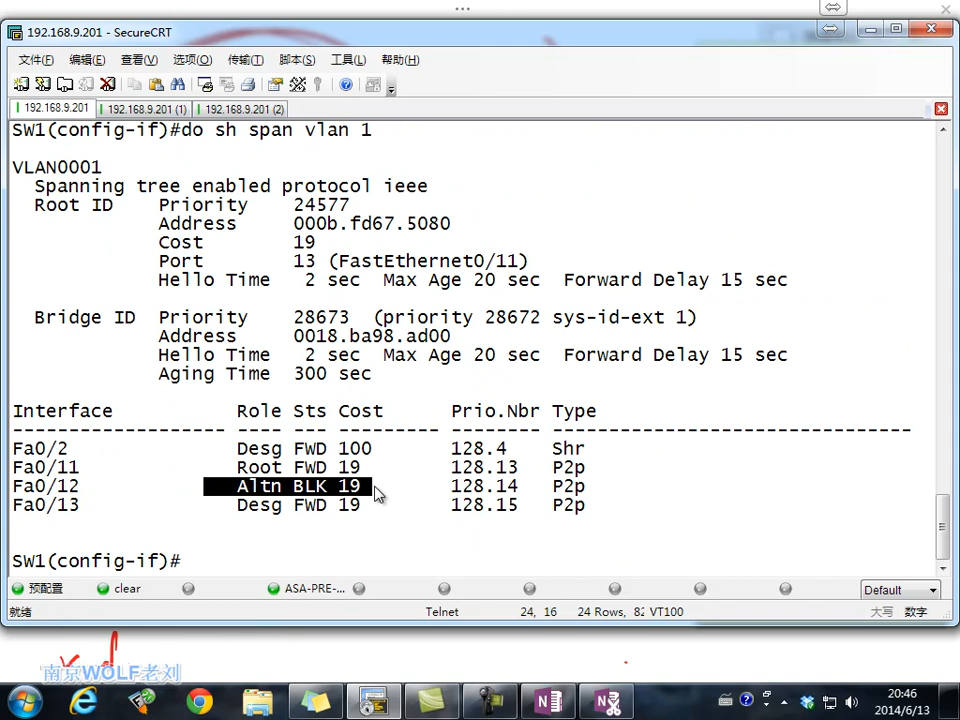 192.168.9.201 - SecureCRT
文件(F) 编辑(E) 查看(V) 选项(O) 传输(T) 脚本(S) 工具(L) 帮助(H)
192.168.9.201 192.168.9.201 (1) 192.168.9.201 (2)
SW1(config-if)#do sh span vlan 1
VLAN0001
Spanning tree enabled protocol ieee
Root ID Priority 24577
Address 000b.fd67.5080
Cost 19
Port 13 (FastEthernet0/11)
Hello Time 2 sec Max Age 20 sec Forward Delay 15 sec
Bridge ID Priority 28673 (priority 28672 sys-id-ext 1)
Address 0018.ba98.ad00
Hello Time 2 sec Max Age 20 sec Forward Delay 15 sec
Aging Time 300 sec
Interface Role Sts Cost Prio.Nbr Type
------------------- ---- --- --------- -------- --------------------------------
Fa0/2 Desg FWD 100 128.4 Shr
Fa0/11 Root FWD 19 128.13 P2p
Fa0/12 Altn BLK 19 128.14 P2p
Fa0/13 Desg FWD 19 128.15 P2p
SW1(config-if)#
预配置 clear ASA-PRE-... Default
就绪 Telnet 24, 16 24 Rows, 82 VT100 大写 数字
南京WOLF老刘
20:46
2014/6/13